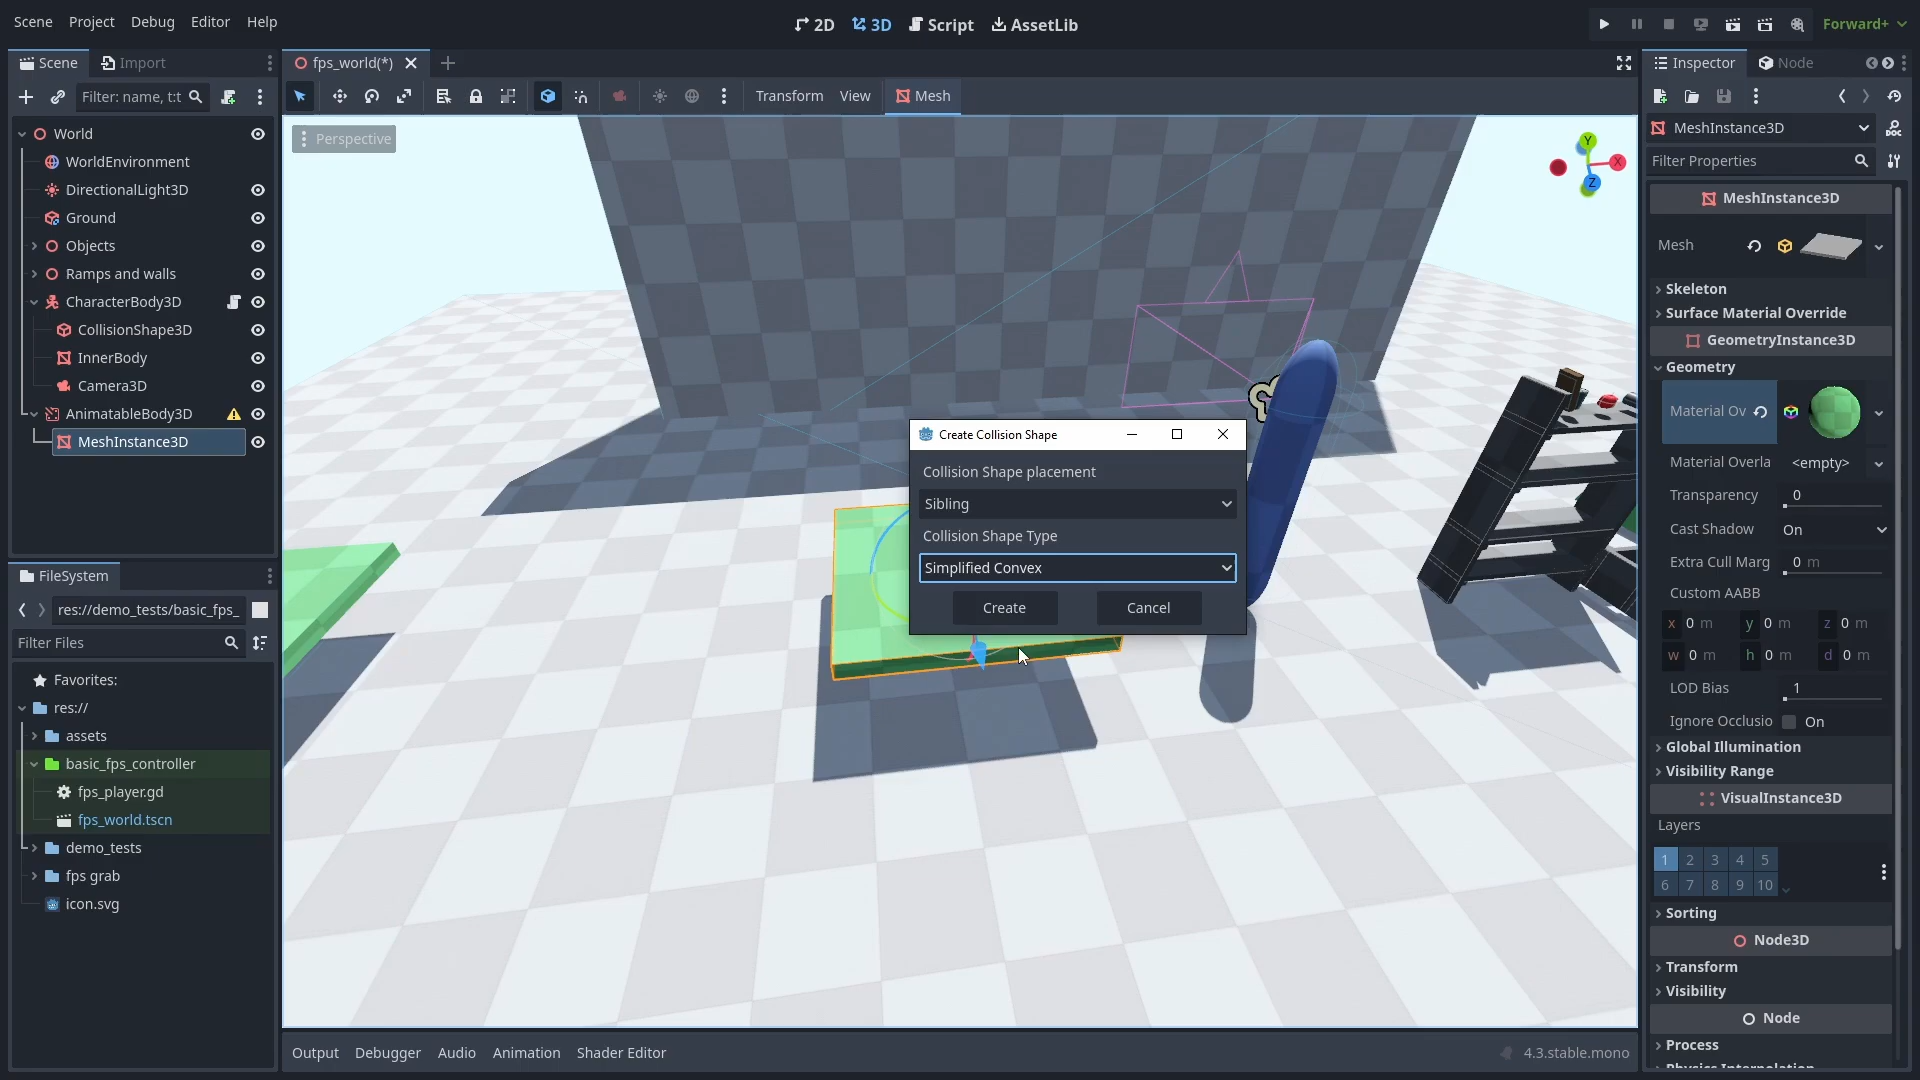 Scene Project Debug Editor Help
2D 3D Script AssetLib
Forward+
Scene Import
Filter: name, t:t
World
WorldEnvironment
DirectionalLight3D
Ground
Objects
Ramps and walls
CharacterBody3D
CollisionShape3D
InnerBody
Camera3D
AnimatableBody3D
MeshInstance3D
FileSystem
res://demo_tests/basic_fps_
Filter Files
Favorites:
res://
assets
basic_fps_controller
fps_player.gd
fps_world.tscn
demo_tests
fps grab
icon.svg
fps_world(*)
Transform View Mesh
Perspective
Y
X
Z
Create Collision Shape
Collision Shape placement
Sibling
Collision Shape Type
Simplified Convex
Create Cancel
Output Debugger Audio Animation Shader Editor
4.3.stable.mono
Inspector Node
MeshInstance3D
DOC
Filter Properties
MeshInstance3D
Mesh
Skeleton
Surface Material Override
GeometryInstance3D
Geometry
Material Ov
Material Overla <empty>
Transparency 0
Cast Shadow On
Extra Cull Marg 0 m
Custom AABB
x 0 m y 0 m z 0 m
w 0 m h 0 m d 0 m
LOD Bias 1
Ignore Occlusio On
Global Illumination
Visibility Range
VisualInstance3D
Layers
1 2 3 4 5
6 7 8 9 10
Sorting
Node3D
Transform
Visibility
Node
Process
Physics Interpolation